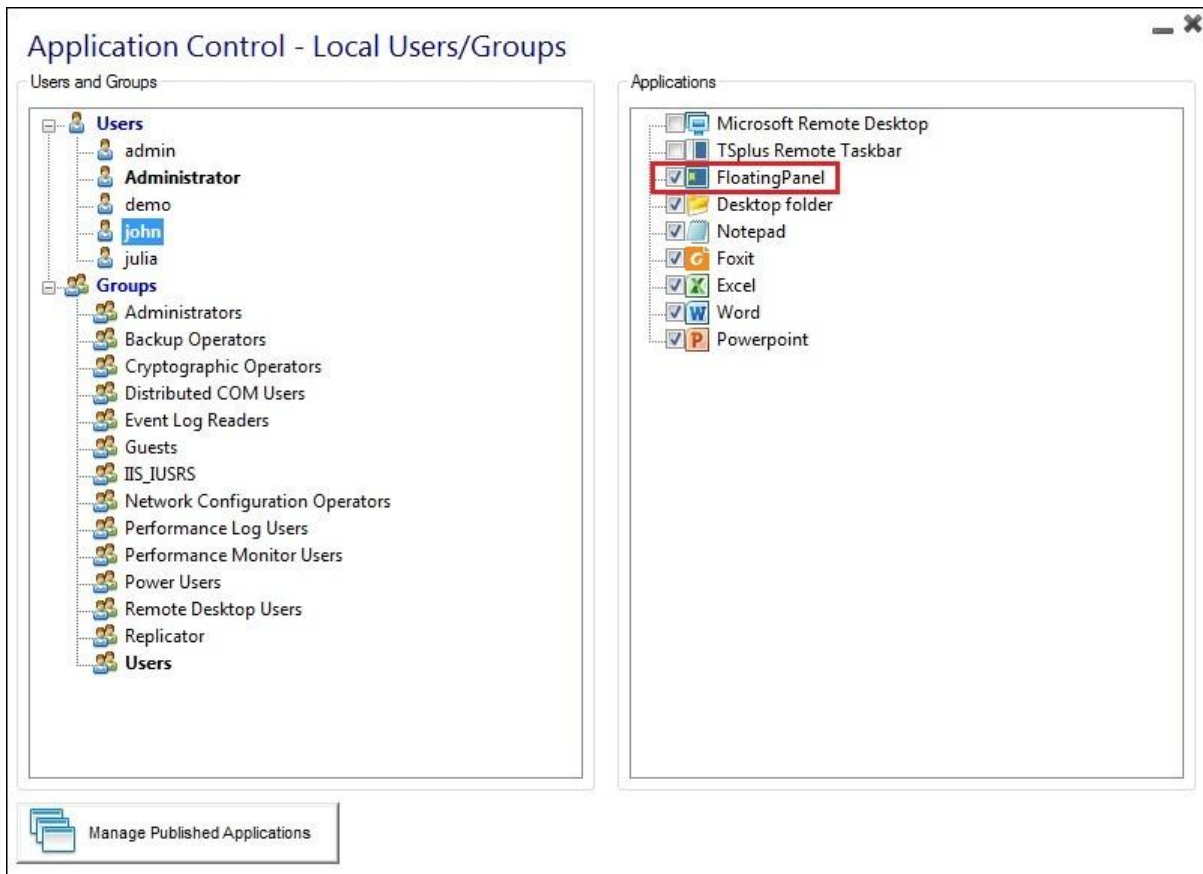 Application Control - Local Users/Groups
Users and Groups
Users
admin
Administrator
demo
john
julia
Groups
Administrators
Backup Operators
Cryptographic Operators
Distributed COM Users
Event Log Readers
Guests
IIS_IUSRS
Network Configuration Operators
Performance Log Users
Performance Monitor Users
Power Users
Remote Desktop Users
Replicator
Users
Applications
Microsoft Remote Desktop
TSplus Remote Taskbar
FloatingPanel
Desktop folder
Notepad
Foxit
Excel
Word
Powerpoint
Manage Published Applications